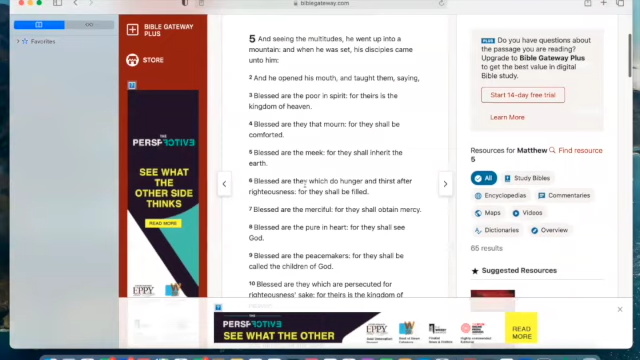 biblegateway.com
Favorites
BIBLE GATEWAY
PLUS
STORE
THE
PERSPECTIVE
SEE WHAT
THE
OTHER SIDE
THINKS
READ MORE
EPPY
5 And seeing the multitudes, he went up into a
mountain: and when he was set, his disciples came
unto him:
2 And he opened his mouth, and taught them, saying,
3 Blessed are the poor in spirit: for theirs is the
kingdom of heaven.
4 Blessed are they that mourn: for they shall be
comforted.
5 Blessed are the meek: for they shall inherit the
earth.
6 Blessed are they which do hunger and thirst after
righteousness: for they shall be filled.
7 Blessed are the merciful: for they shall obtain mercy.
8 Blessed are the pure in heart: for they shall see
God.
9 Blessed are the peacemakers: for they shall be
called the children of God.
10 Blessed are they which are persecuted for
righteousness' sake: for theirs is the kingdom of
PLUS Do you have questions about
the passage you are reading?
Upgrade to Bible Gateway Plus
to get the best value in digital
Bible study.
Start 14-day free trial
Learn More
Resources for Matthew
5
Find resource
All
Study Bibles
Encyclopedias
Commentaries
Maps
Videos
Dictionaries
Overview
65 results
Suggested Resources
THE
PERSPECTIVE
SEE WHAT THE OTHER
EPPY
READ
MORE